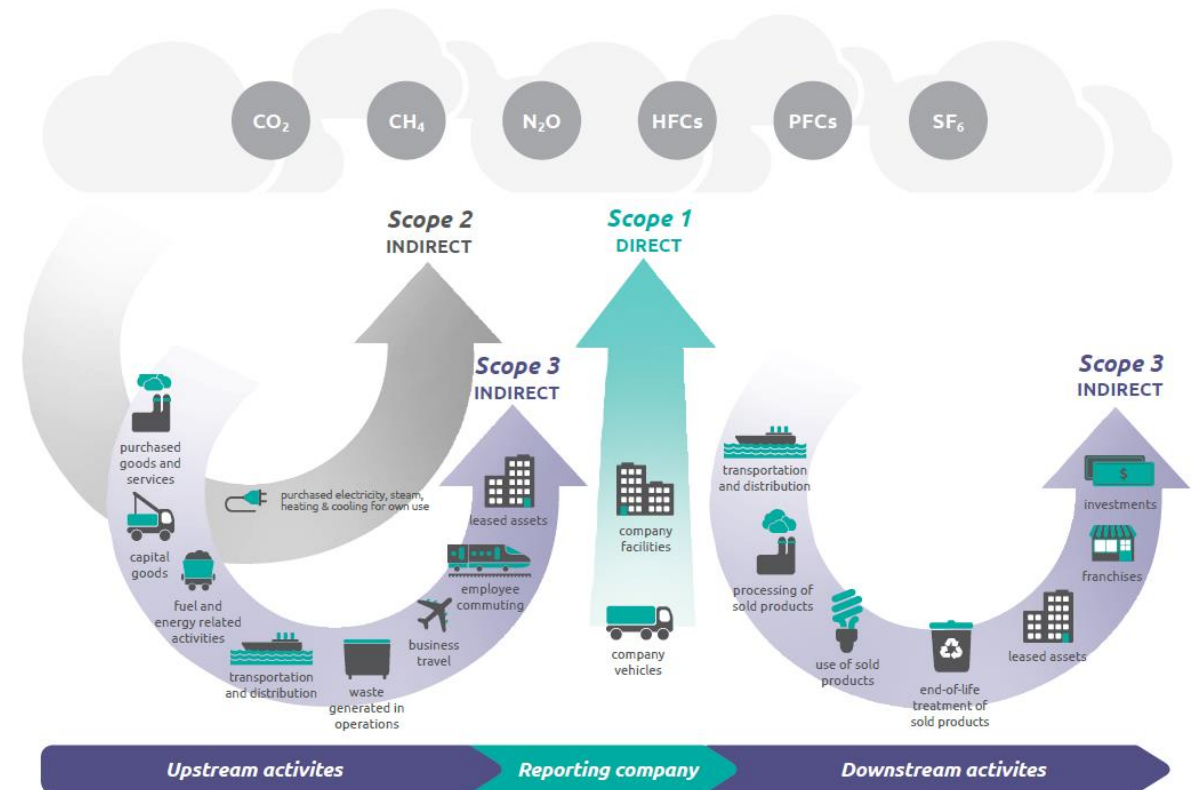 CO₂
CH₄
N₂O
HFCs
PFCs
SF₆
Scope 2
INDIRECT
Scope 1
DIRECT
Scope 3
INDIRECT
Scope 3
INDIRECT
purchased
goods and
services
capital
goods
fuel and
energy related
activities
transportation
and distribution
waste
generated in
operations
business
travel
employee
commuting
leased assets
purchased electricity, steam,
heating & cooling for own use
company
facilities
company
vehicles
transportation
and distribution
processing of
sold products
use of sold
products
end-of-life
treatment of
sold products
leased assets
franchises
investments
$
Upstream activites
Reporting company
Downstream activites